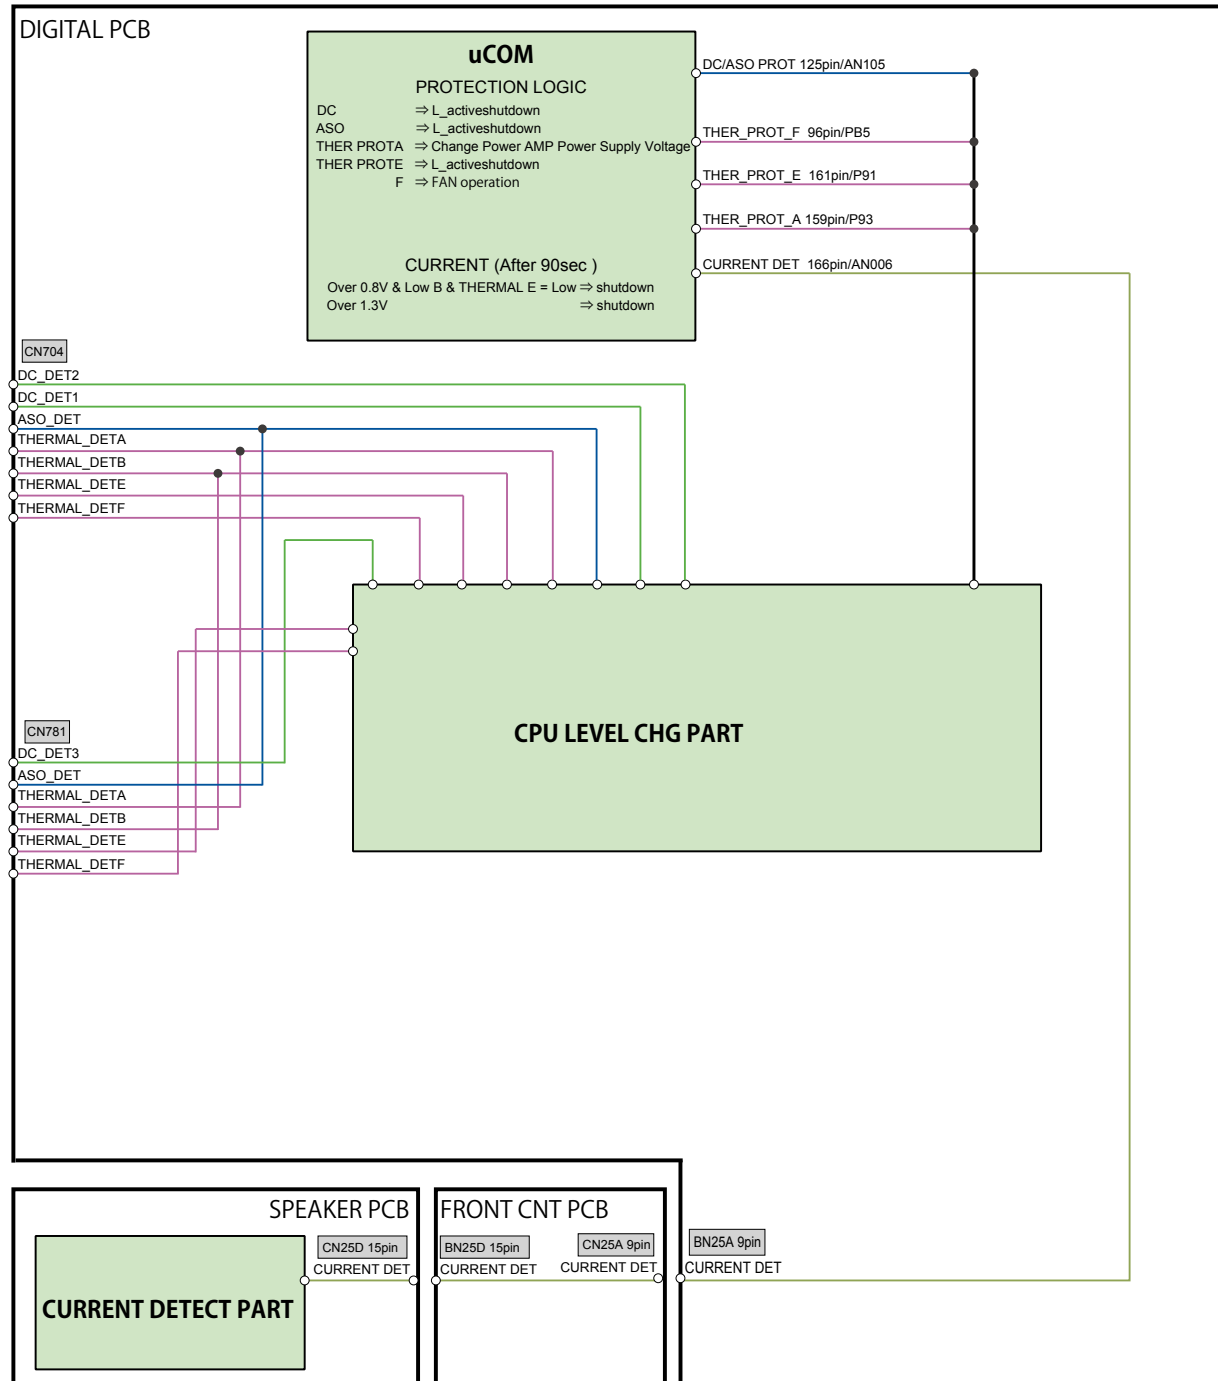 DIGITAL PCB
uCOM
PROTECTION LOGIC
DC ⇒ L_activeshutdown
ASO ⇒ L_activeshutdown
THER PROTA ⇒ Change Power AMP Power Supply Voltage
THER PROTE ⇒ L_activeshutdown
F ⇒ FAN operation
CURRENT (After 90sec )
Over 0.8V & Low B & THERMAL E = Low ⇒ shutdown
Over 1.3V ⇒ shutdown
DC/ASO PROT 125pin/AN105
THER_PROT_F 96pin/PB5
THER_PROT_E 161pin/P91
THER_PROT_A 159pin/P93
CURRENT DET 166pin/AN006
CN704
DC_DET2
DC_DET1
ASO_DET
THERMAL_DETA
THERMAL_DETB
THERMAL_DETE
THERMAL_DETF
CPU LEVEL CHG PART
CN781
DC_DET3
ASO_DET
THERMAL_DETA
THERMAL_DETB
THERMAL_DETE
THERMAL_DETF
SPEAKER PCB
CN25D 15pin
CURRENT DET
CURRENT DETECT PART
FRONT CNT PCB
BN25D 15pin
CURRENT DET
CN25A 9pin
CURRENT DET
BN25A 9pin
CURRENT DET